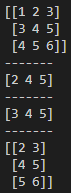 [[1 2 3]
 [3 4 5]
 [4 5 6]]
-------
[2 4 5]
-------
[3 4 5]
-------
[[2 3]
 [4 5]
 [5 6]]